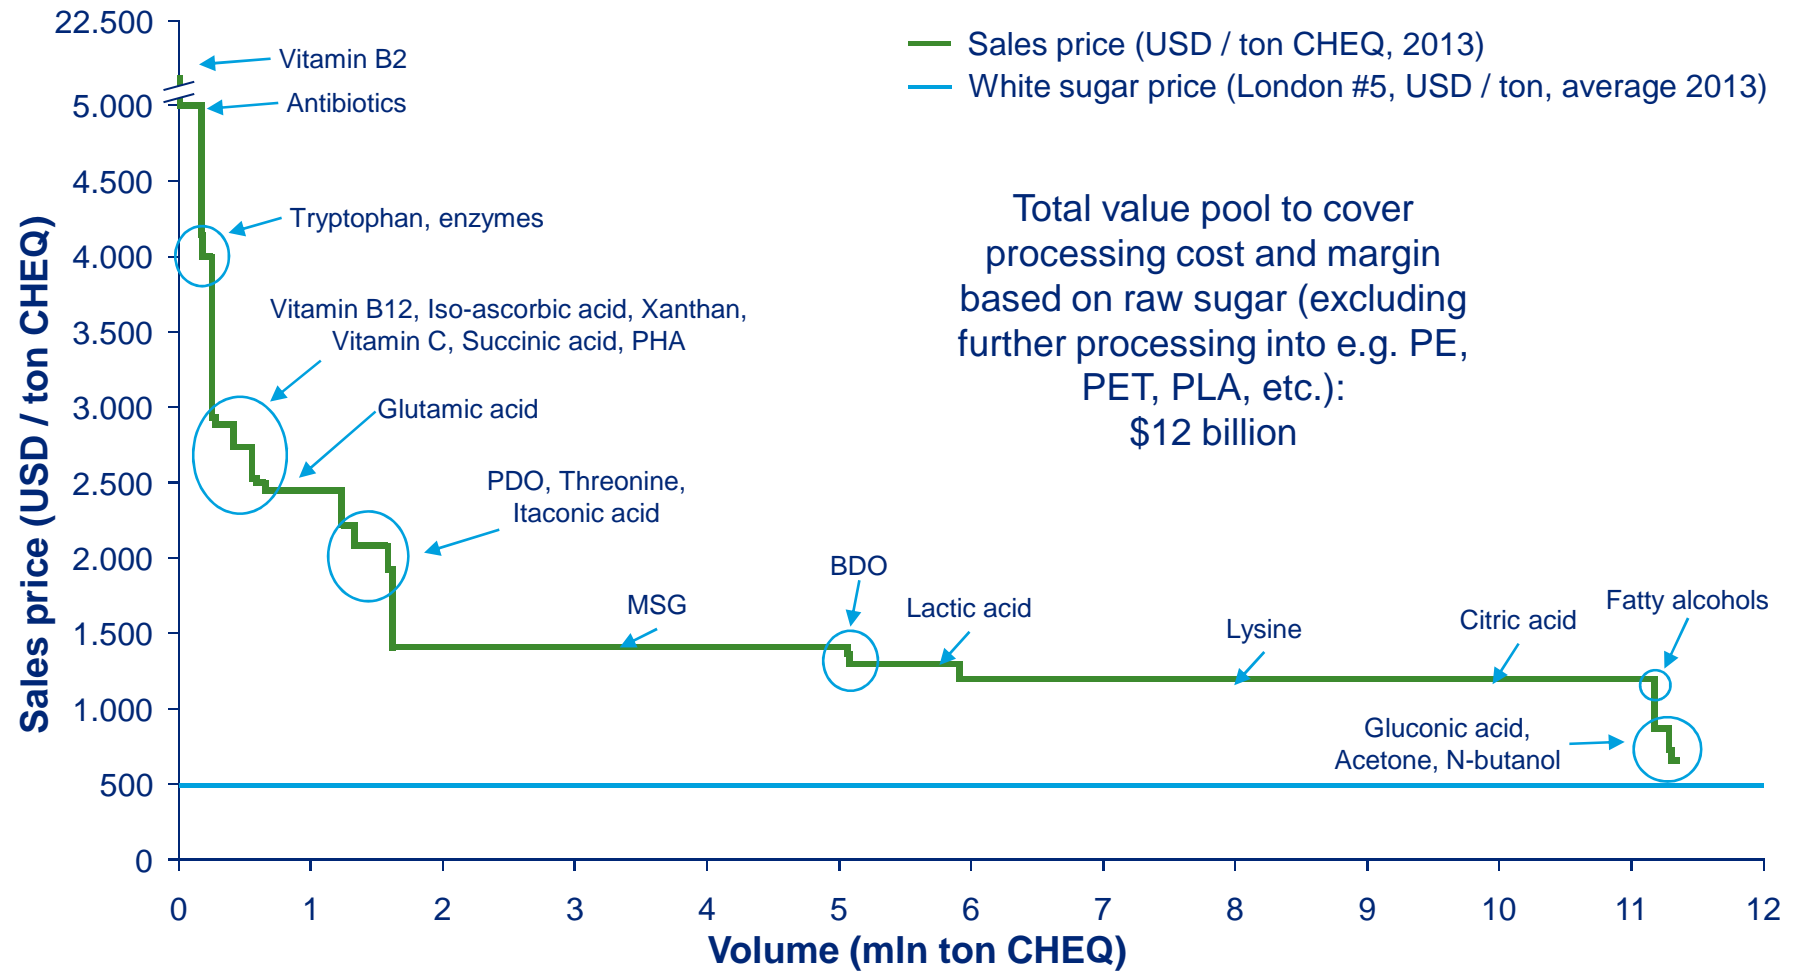 22.500
5.000
4.500
4.000
3.500
3.000
2.500
2.000
1.500
1.000
500
0
Sales price (USD / ton CHEQ)
Sales price (USD / ton CHEQ, 2013)
White sugar price (London #5, USD / ton, average 2013)
Vitamin B2
Antibiotics
Tryptophan, enzymes
Vitamin B12, Iso-ascorbic acid, Xanthan,
Vitamin C, Succinic acid, PHA
Glutamic acid
PDO, Threonine,
Itaconic acid
Total value pool to cover
processing cost and margin
based on raw sugar (excluding
further processing into e.g. PE,
PET, PLA, etc.):
$12 billion
MSG
BDO
Lactic acid
Lysine
Citric acid
Fatty alcohols
Gluconic acid,
Acetone, N-butanol
0 1 2 3 4 5 6 7 8 9 10 11 12
Volume (mln ton CHEQ)